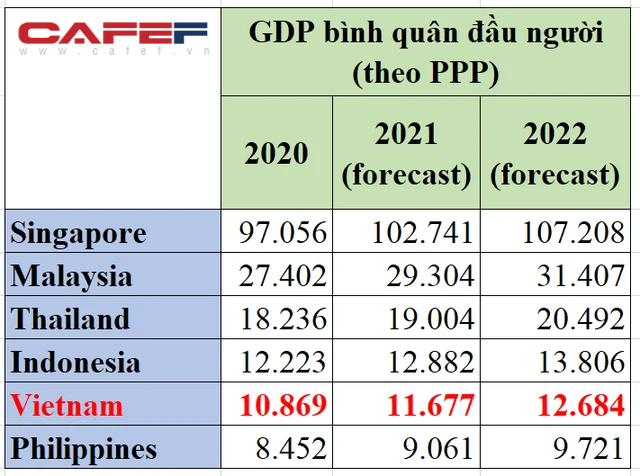 CAFEF
www.cafef.vn
GDP bình quân đầu người
(theo PPP)
2020
2021
(forecast)
2022
(forecast)
Singapore 97.056 102.741 107.208
Malaysia 27.402 29.304 31.407
Thailand 18.236 19.004 20.492
Indonesia 12.223 12.882 13.806
Vietnam 10.869 11.677 12.684
Philippines 8.452 9.061 9.721